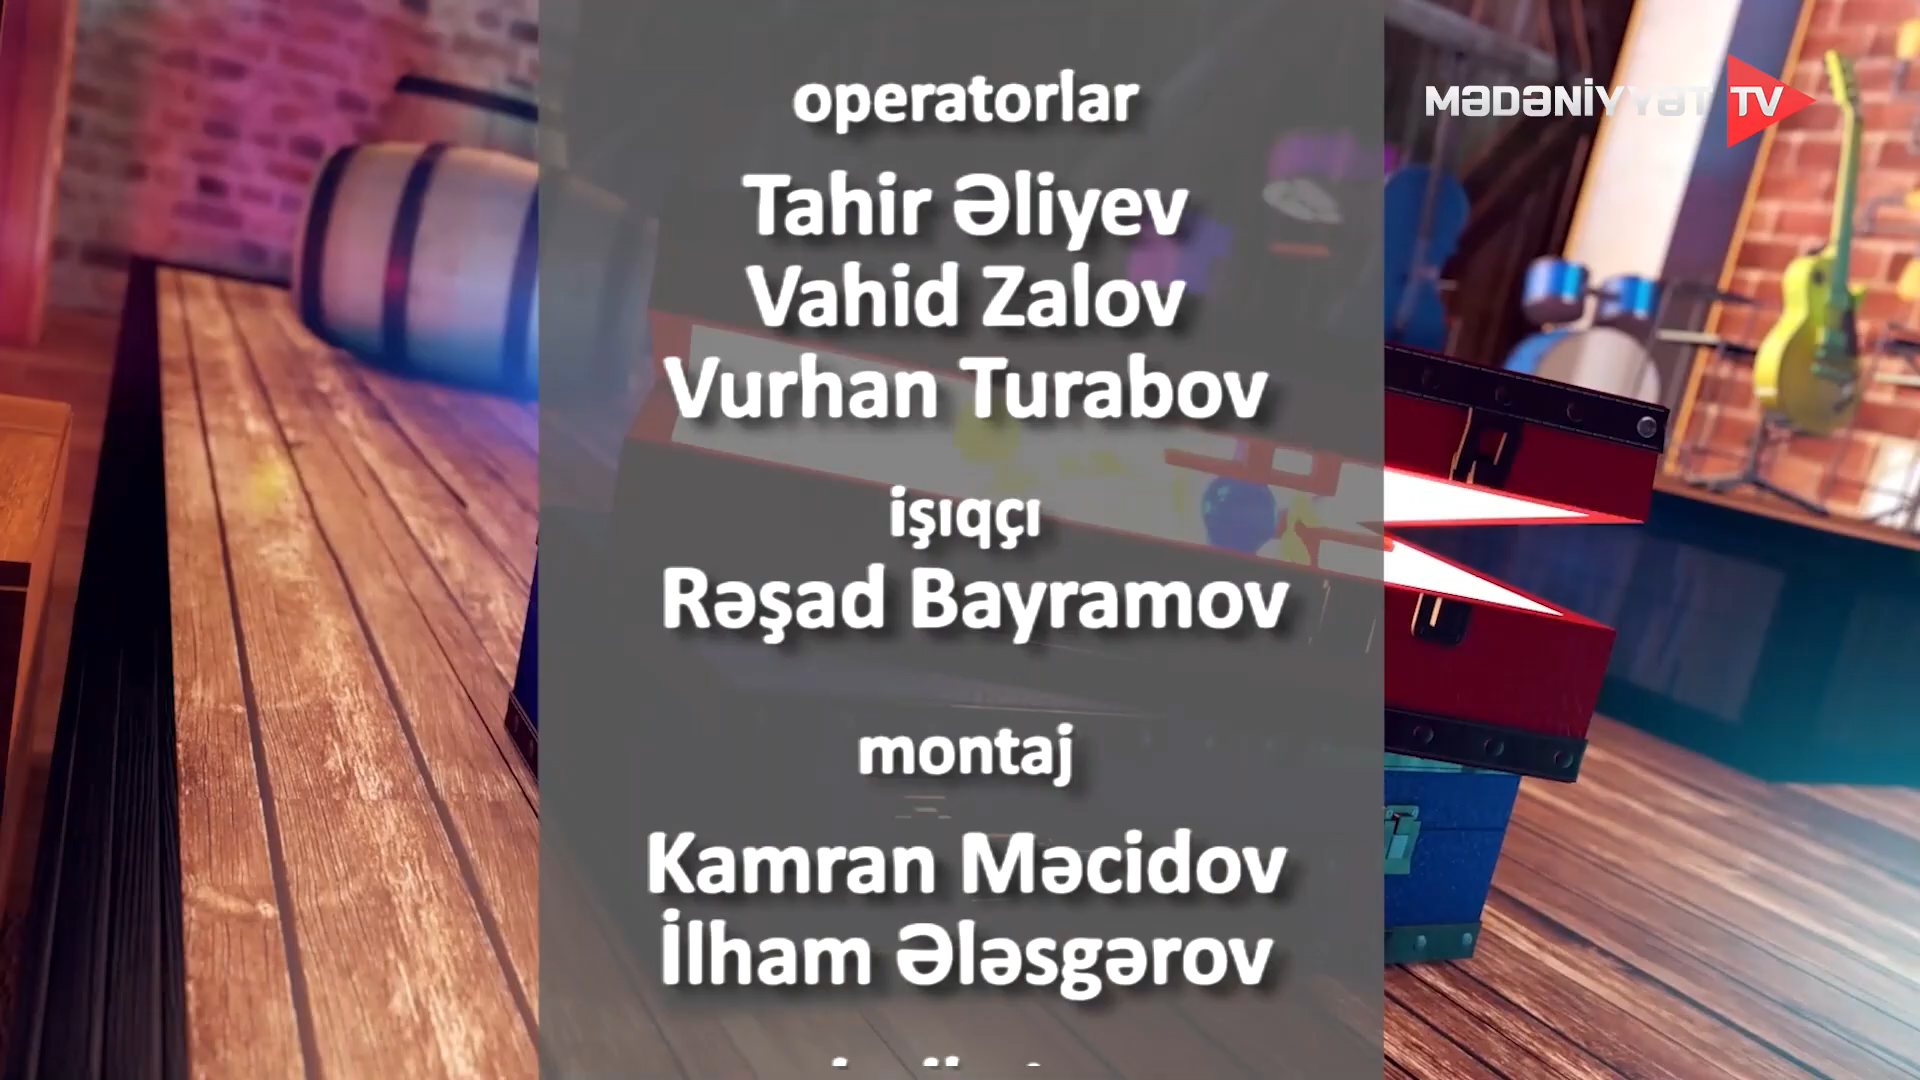 MƏDƏNİYYƏT TV
operatorlar
Tahir Əliyev
Vahid Zalov
Vurhan Turabov
işıqçı
Rəşad Bayramov
montaj
Kamran Məcidov
İlham Ələsgərov